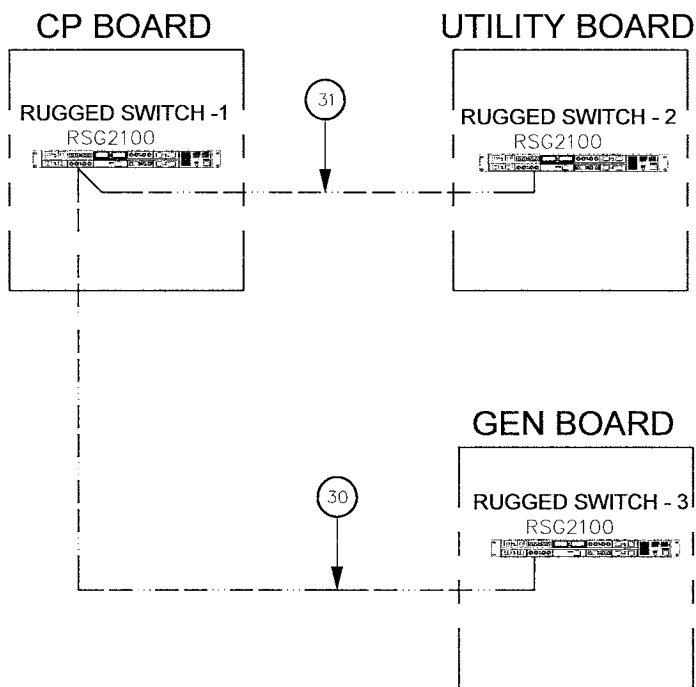 CP BOARD
UTILITY BOARD
RUGGED SWITCH -1
RSG2100
31
RUGGED SWITCH - 2
RSG2100
GEN BOARD
30
RUGGED SWITCH - 3
RSG2100